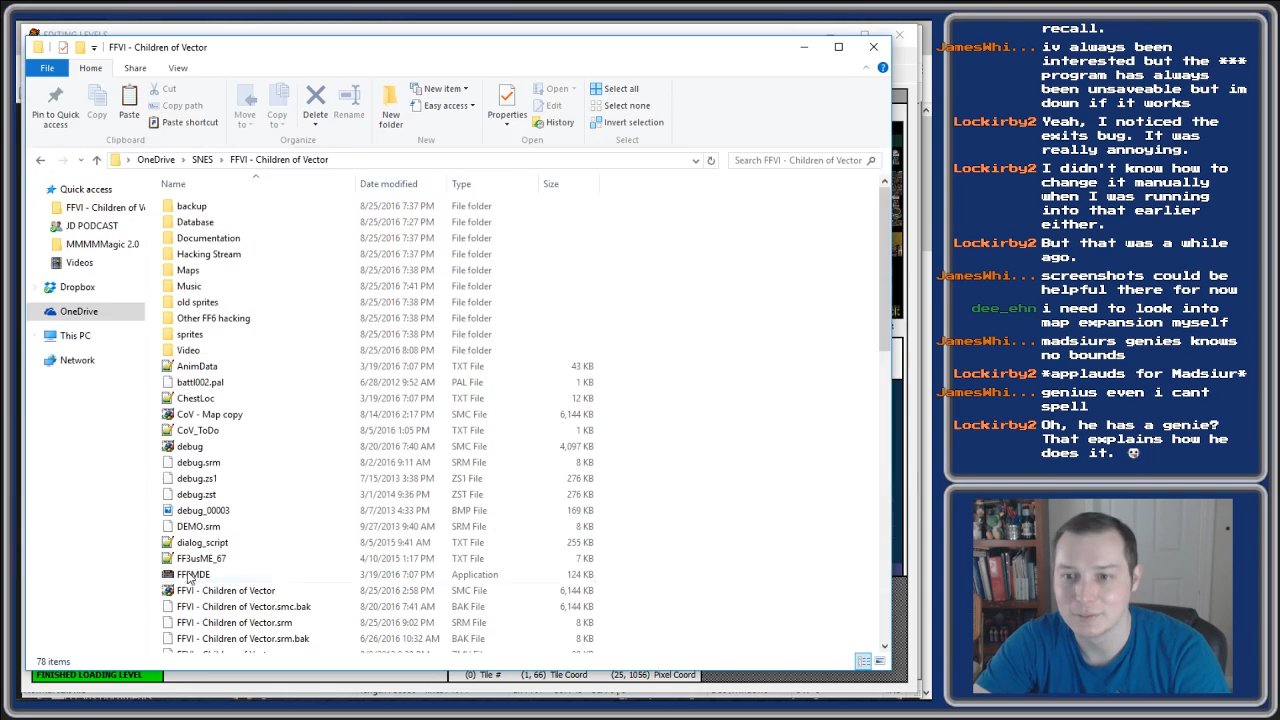 EDITING LEVELS
FFVI - Children of Vector
File Home Share View
Pin to Quick access
Copy
Paste
Cut
Copy path
Paste shortcut
Clipboard
Move to
Copy to
Delete
Rename
Organize
New folder
New item
Easy access
New
Properties
Open
Edit
History
Open
Select all
Select none
Invert selection
Select
OneDrive SNES FFVI - Children of Vector
Search FFVI - Children of Vector
Quick access
FFVI - Children of V
JD PODCAST
MMMMagic 2.0
Videos
Dropbox
OneDrive
This PC
Network
Name Date modified Type Size
backup 8/25/2016 7:37 PM File folder
Database 8/25/2016 7:27 PM File folder
Documentation 8/25/2016 7:38 PM File folder
Hacking Stream 8/25/2016 7:38 PM File folder
Maps 8/25/2016 7:38 PM File folder
Music 8/25/2016 7:41 PM File folder
old sprites 8/25/2016 7:38 PM File folder
Other FF6 hacking 8/25/2016 7:38 PM File folder
sprites 8/25/2016 7:38 PM File folder
Video 8/25/2016 8:08 PM File folder
AnimData 3/19/2016 7:07 PM TXT File 43 KB
battl002.pal 6/28/2012 9:52 AM PAL File 1 KB
ChestLoc 3/19/2016 7:07 PM TXT File 12 KB
CoV - Map copy 8/14/2016 2:17 PM SMC File 6,144 KB
CoV_ToDo 8/5/2016 1:05 PM TXT File 1 KB
debug 8/20/2016 7:40 AM SMC File 4,097 KB
debug.srm 8/2/2016 9:11 AM SRM File 8 KB
debug.zs1 7/15/2013 3:38 PM ZS1 File 276 KB
debug.zst 3/1/2014 9:36 PM ZST File 276 KB
debug_00003 8/7/2013 4:33 PM BMP File 169 KB
DEMO.srm 9/27/2013 9:40 AM SRM File 8 KB
dialog_script 8/5/2015 9:41 AM TXT File 255 KB
FF3usME_67 4/10/2015 1:17 PM TXT File 7 KB
3/19/2016 7:07 PM Application 124 KB
FFVI - Children of Vector 8/25/2016 2:58 PM SMC File 6,144 KB
FFVI - Children of Vector.smc.bak 8/20/2016 7:41 AM BAK File 6,144 KB
FFVI - Children of Vector.srm 8/25/2016 9:02 PM SRM File 8 KB
FFVI - Children of Vector.srm.bak 6/26/2016 10:32 AM BAK File 8 KB
78 items
FINISHED LOADING LEVEL
(0) Tile # (1, 66) Tile Coord (25, 1056) Pixel Coord
recall.
JamesWhi... iv always been
interested but the ***
program has always
been unsable but im
down if it works
Lockirby2 Yeah, I noticed the
exits bug. It was
really annoying.
Lockirby2 I didn't know how to
change it manually
when I was running
into that earlier
either.
Lockirby2 But that was a while
ago.
JamesWhi... screenshots could be
helpful there for now
dee_ehn i need to look into
map expansion myself
JamesWhi... madsiurs genies knows
no bounds
Lockirby2 *applauds for Madsiur*
JamesWhi... genius even i cant
spell
Lockirby2 Oh, he has a genie?
That explains how he
does it.